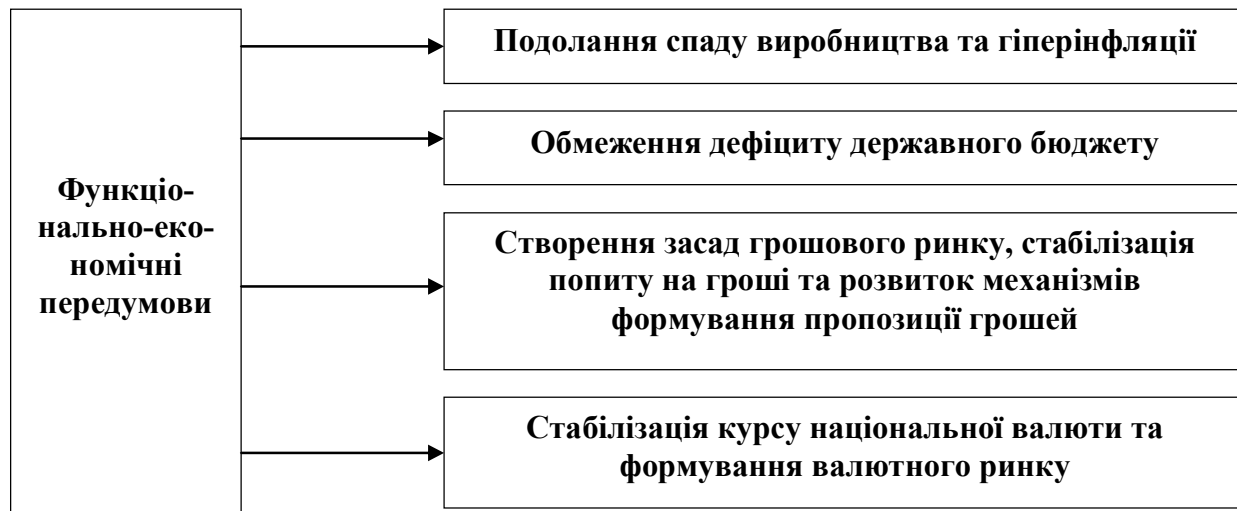 Функціо-
нально-еко-
номічні
передумови
Подолання спаду виробництва та гіперінфляції
Обмеження дефіциту державного бюджету
Створення засад грошового ринку, стабілізація
попиту на гроші та розвиток механізмів
формування пропозиції грошей
Стабілізація курсу національної валюти та
формування валютного ринку